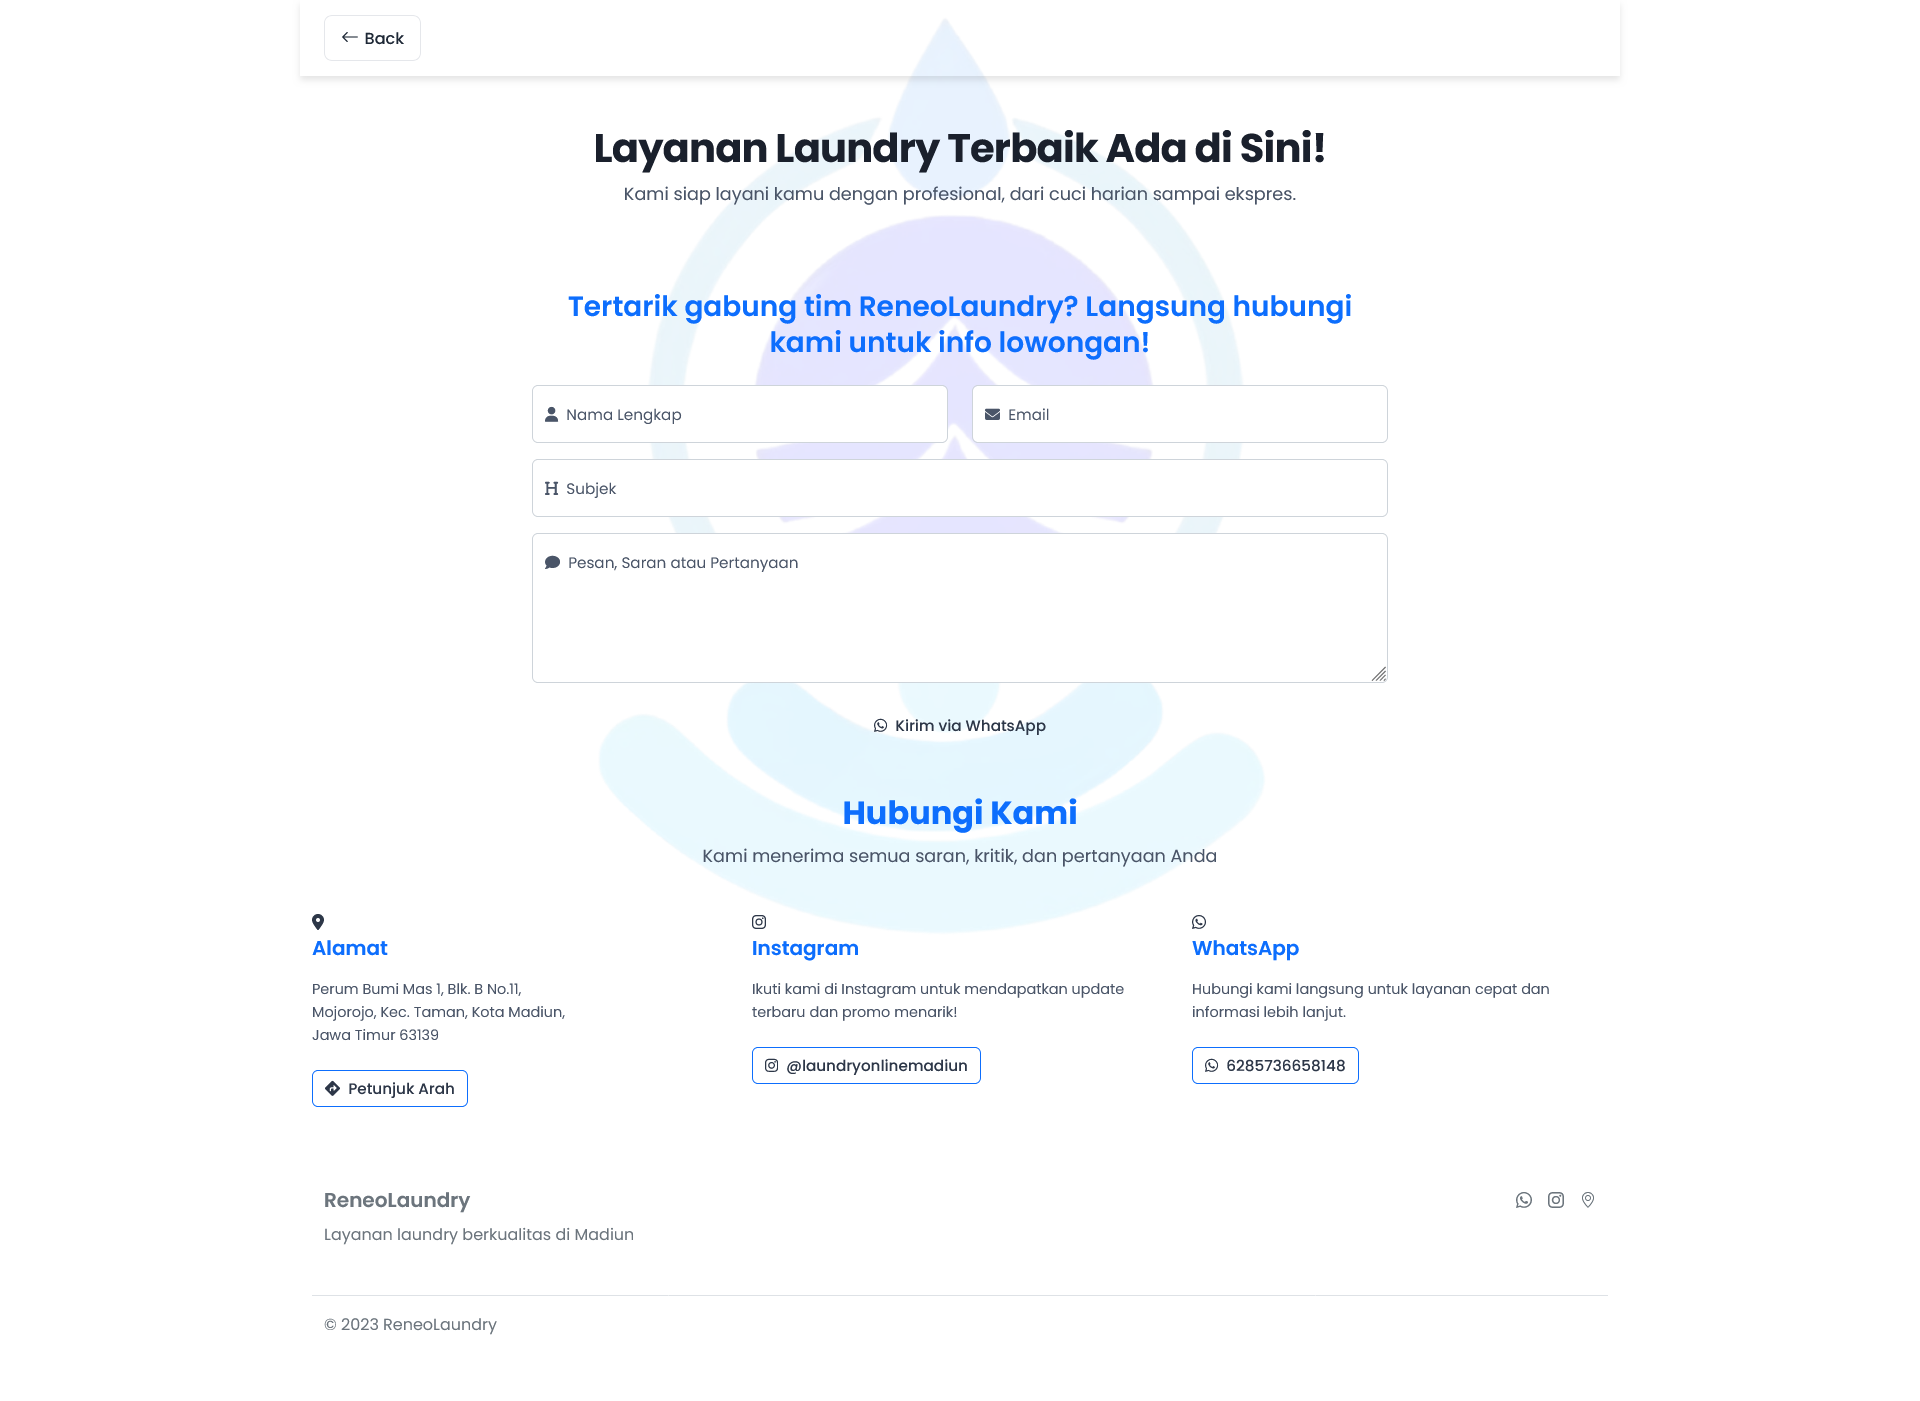 Back
Layanan Laundry Terbaik Ada di Sini!
Kami siap layani kamu dengan profesional, dari cuci harian sampai ekspres.
Tertarik gabung tim ReneoLaundry? Langsung hubungi
kami untuk info lowongan!
Nama Lengkap
Email
Subjek
Pesan, Saran atau Pertanyaan
Kirim via WhatsApp
Hubungi Kami
Kami menerima semua saran, kritik, dan pertanyaan Anda
Alamat
Perum Bumi Mas 1, Blk. B No.11,
Mojorojo, Kec. Taman, Kota Madiun,
Jawa Timur 63139
Petunjuk Arah
Instagram
Ikuti kami di Instagram untuk mendapatkan update
terbaru dan promo menarik!
@laundryonlinemadiun
WhatsApp
Hubungi kami langsung untuk layanan cepat dan
informasi lebih lanjut.
6285736658148
ReneoLaundry
Layanan laundry berkualitas di Madiun
© 2023 ReneoLaundry